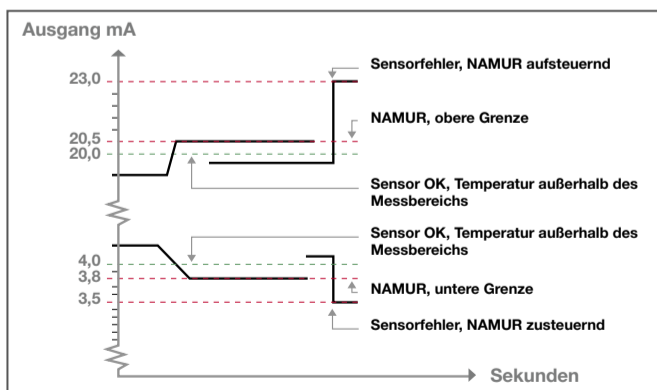 Ausgang mA
Sensorfehler, NAMUR aufsteuernd
23,0
NAMUR, obere Grenze
20,5
20,0
Sensor OK, Temperatur außerhalb des
Messbereichs
Sensor OK, Temperatur außerhalb des
Messbereichs
4,0
3,8
NAMUR, untere Grenze
3,5
Sensorfehler, NAMUR zusteuernd
Sekunden